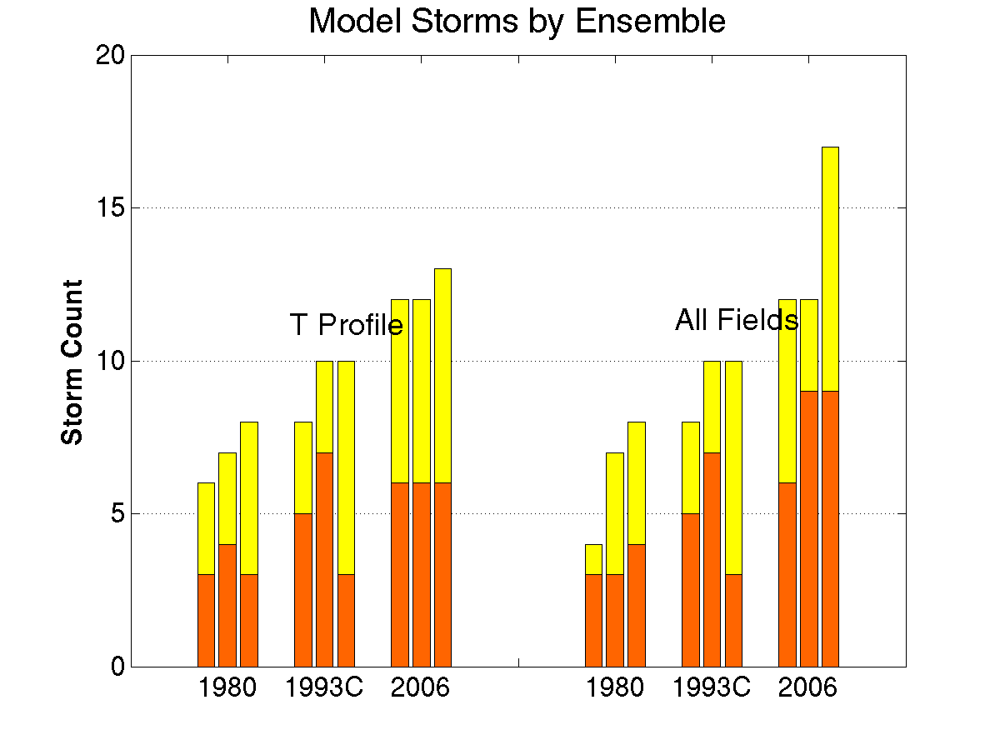 Model Storms by Ensemble
20
15
10
5
0
Storm Count
T Profile
All Fields
1980 1993C 2006 1980 1993C 2006